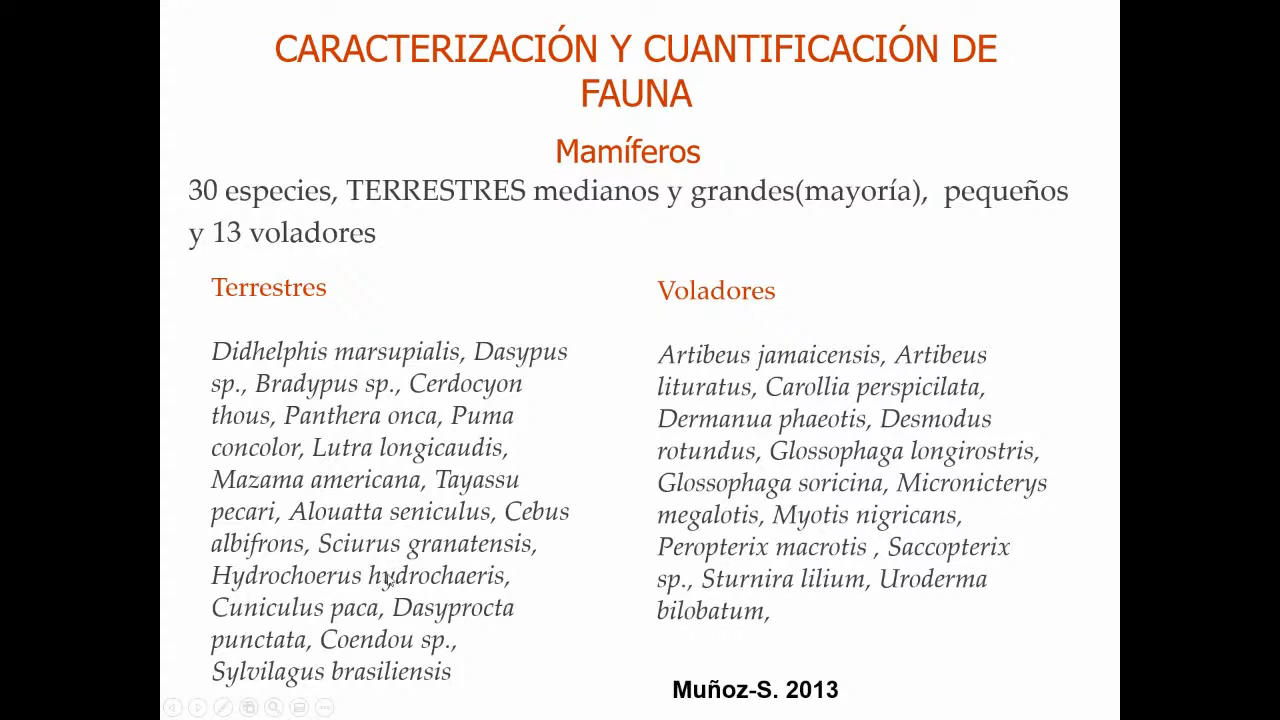 CARACTERIZACIÓN Y CUANTIFICACIÓN DE
FAUNA
Mamíferos
30 especies, TERRESTRES medianos y grandes(mayoría), pequeños
y 13 voladores
Terrestres
Didhelphis marsupialis, Dasypus
sp., Bradypus sp., Cerdocyon
thous, Panthera onca, Puma
concolor, Lutra longicaudis,
Mazama americana, Tayassu
pecari, Alouatta seniculus, Cebus
albifrons, Sciurus granatensis,
Hydrochoerus hydrochaeris,
Cuniculus paca, Dasyprocta
punctata, Coendou sp.,
Sylvilagus brasiliensis
Voladores
Artibeus jamaicensis, Artibeus
lituratus, Carollia perspicilata,
Dermanua phaeotis, Desmodus
rotundus, Glossophaga longirostris,
Glossophaga soricina, Micronicterys
megalotis, Myotis nigricans,
Peropterix macrotis , Saccopterix
sp., Sturnira lilium, Uroderma
bilobatum,
Muñoz-S. 2013